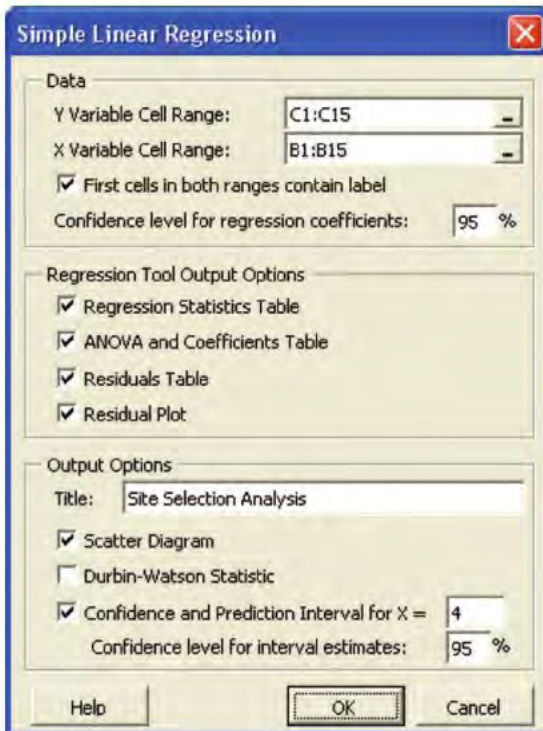 Simple Linear Regression
Data
Y Variable Cell Range: C1:C15
X Variable Cell Range: B1:B15
First cells in both ranges contain label
Confidence level for regression coefficients: 95 %
Regression Tool Output Options
Regression Statistics Table
ANOVA and Coefficients Table
Residuals Table
Residual Plot
Output Options
Title: Site Selection Analysis
Scatter Diagram
Durbin-Watson Statistic
Confidence and Prediction Interval for X = 4
Confidence level for interval estimates: 95 %
Help OK Cancel